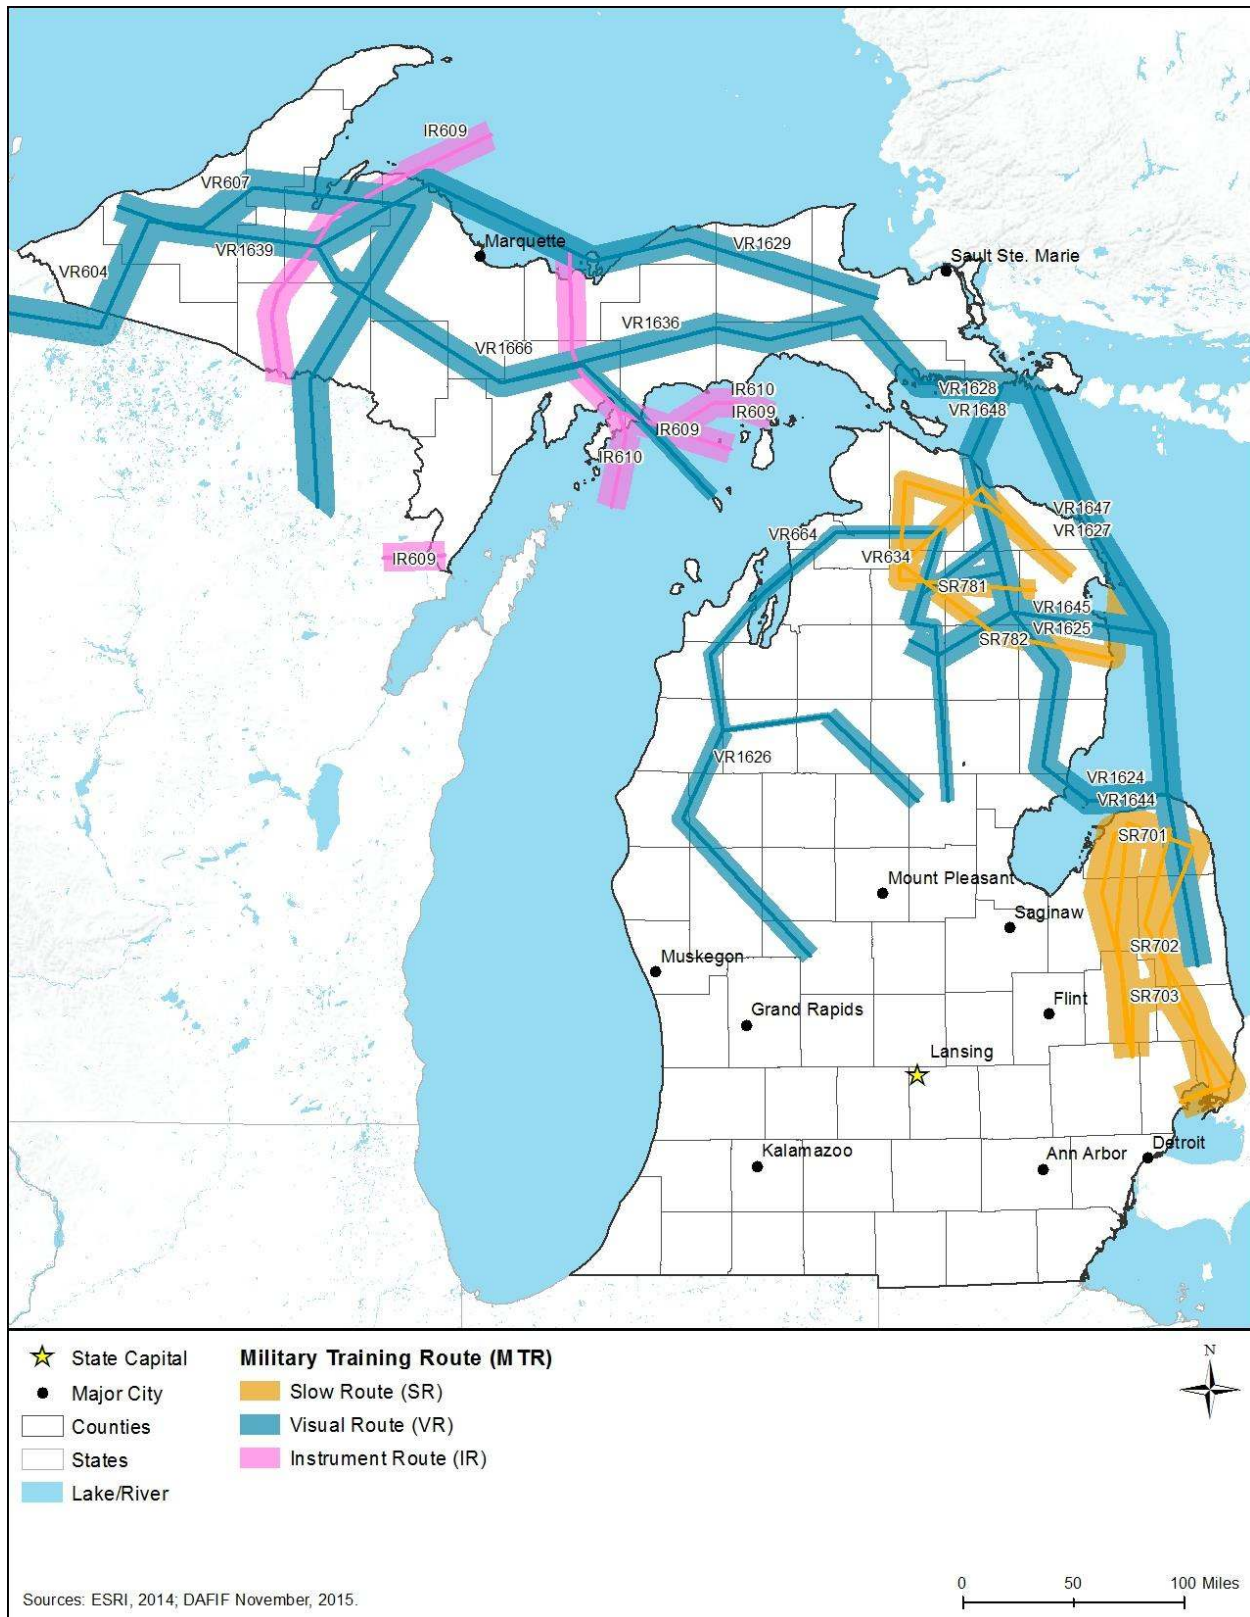 IR609
VR607
VR1639
Marquette
VR1629
Sault Ste. Marie
VR604
VR1636
VR1666
VR1628
IR610
VR1648
IR609
IR609
IR610
VR1647
VR664
VR1627
IR609
VR634
SR781
VR1645
VR1625
SR782
VR1626
VR1624
VR1644
SR701
Mount Pleasant
Saginaw
SR702
Muskegon
SR703
Flint
Grand Rapids
Lansing
Detroit
Kalamazoo
Ann Arbor
State Capital
Major City
Counties
States
Lake/River
Military Training Route (MTR)
Slow Route (SR)
Visual Route (VR)
Instrument Route (IR)
N
0 50 100 Miles
Sources: ESRI, 2014; DAFIF November, 2015.